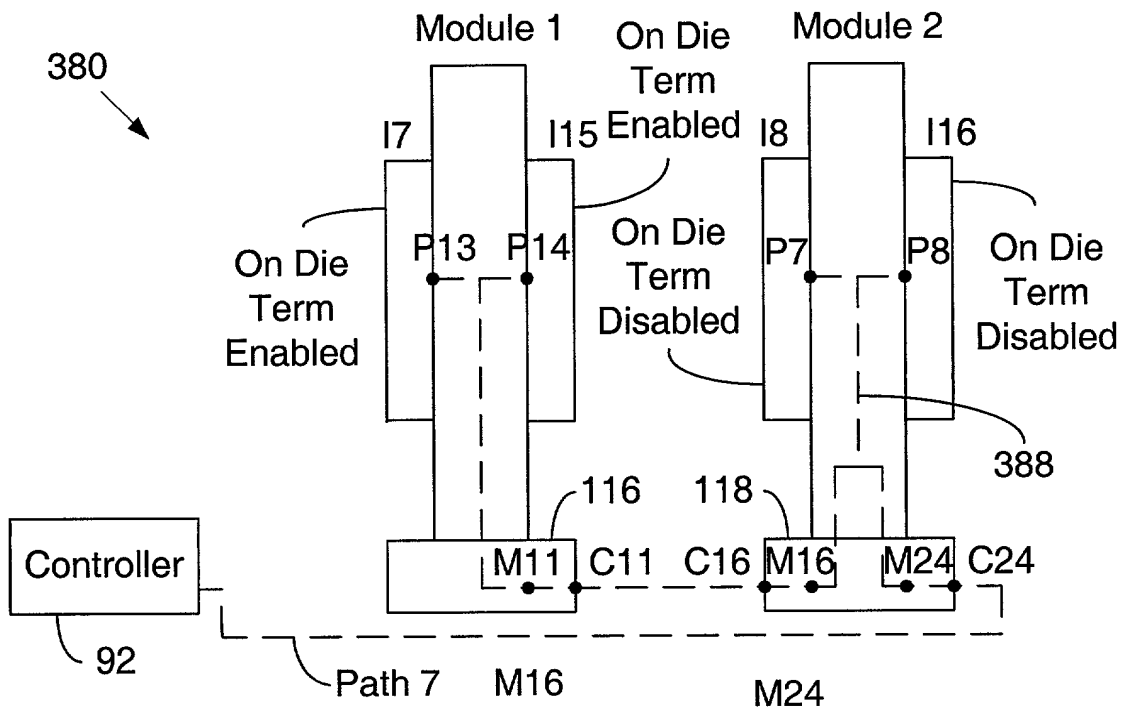 Module 1
On Die
Term
Enabled
Module 2
380
I7
I15
I8
I16
P13
P14
On Die
Term
Enabled
On Die
Term
Disabled
P7
P8
On Die
Term
Disabled
388
116
118
Controller
M11
C11
C16
M16
M24
C24
92
Path 7
M16
M24